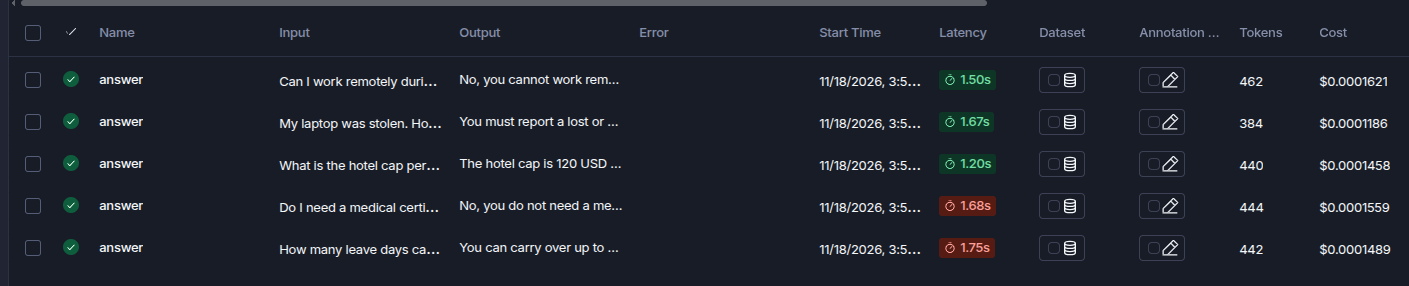 Name Input Output Error Start Time Latency Dataset Annotation ... Tokens Cost
answer Can I work remotely duri... No, you cannot work rem... 11/18/2026, 3:5... 1.50s 462 $0.0001621
answer My laptop was stolen. Ho... You must report a lost or ... 11/18/2026, 3:5... 1.67s 384 $0.0001186
answer What is the hotel cap per... The hotel cap is 120 USD ... 11/18/2026, 3:5... 1.20s 440 $0.0001458
answer Do I need a medical certi... No, you do not need a me... 11/18/2026, 3:5... 1.68s 444 $0.0001559
answer How many leave days ca... You can carry over up to ... 11/18/2026, 3:5... 1.75s 442 $0.0001489